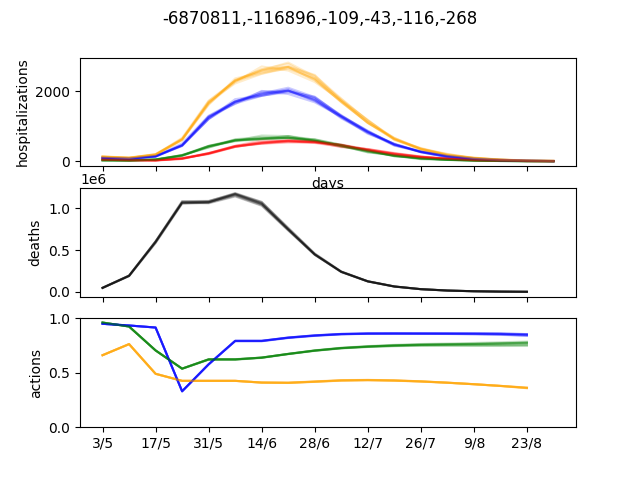 -6870811,-116896,-109,-43,-116,-268
hospitalizations
2000
0
days
1e6
deaths
1.0
0.5
0.0
actions
1.0
0.5
0.0
3/5 17/5 31/5 14/6 28/6 12/7 26/7 9/8 23/8